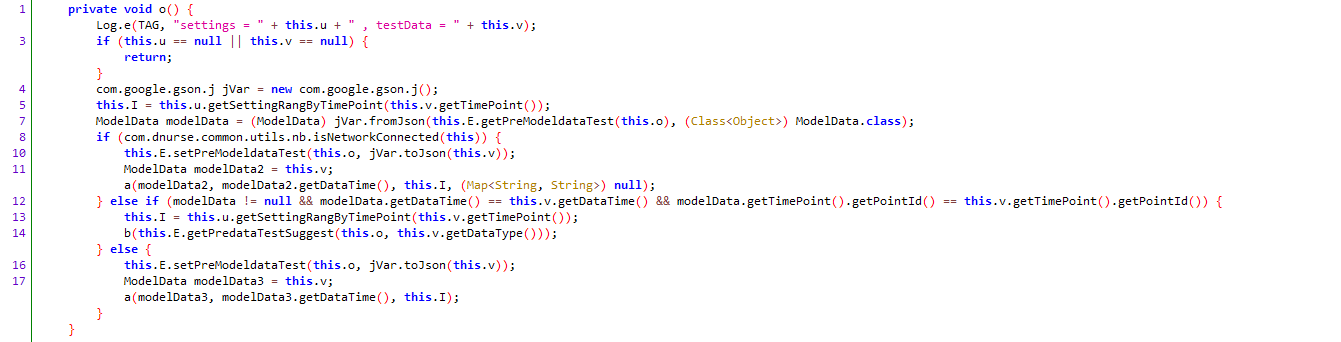 1 private void o() {
Log.e(TAG, "settings = " + this.u + " , testData = " + this.v);
3 if (this.u == null || this.v == null) {
return;
}
4 com.google.gson.j jVar = new com.google.gson.j();
5 this.I = this.u.getSettingRangByTimePoint(this.v.getTimePoint());
7 ModelData modelData = (ModelData) jVar.fromJson(this.E.getPreModeldataTest(this.o), (Class<Object>) ModelData.class);
8 if (com.dnurse.common.utils.nb.isNetworkConnected(this)) {
10 this.E.setPreModeldataTest(this.o, jVar.toJson(this.v));
11 ModelData modelData2 = this.v;
a(modelData2, modelData2.getDataTime(), this.I, (Map<String, String>) null);
12 } else if (modelData != null && modelData.getDataTime() == this.v.getDataTime() && modelData.getTimePoint().getPointId() == this.v.getTimePoint().getPointId()) {
13 this.I = this.u.getSettingRangByTimePoint(this.v.getTimePoint());
14 b(this.E.getPredataTestSuggest(this.o, this.v.getDataType()));
} else {
16 this.E.setPreModeldataTest(this.o, jVar.toJson(this.v));
17 ModelData modelData3 = this.v;
a(modelData3, modelData3.getDataTime(), this.I);
}
}